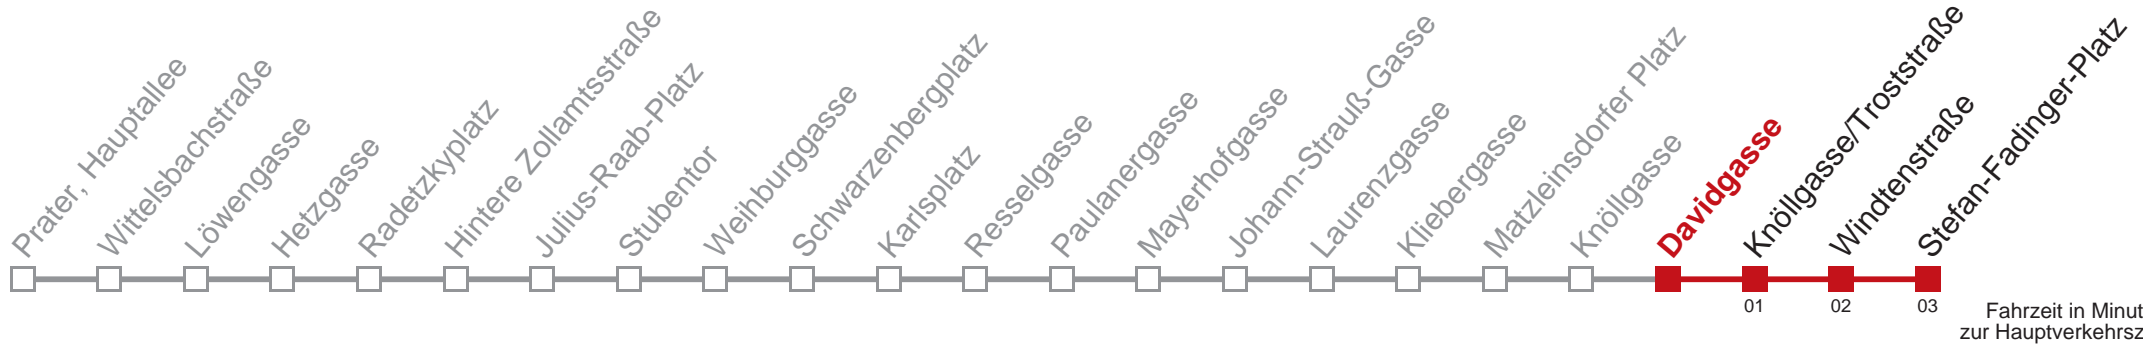 Prater, Hauptallee
Wittelsbachstraße
Löwengasse
Hetzgasse
Radetzkyplatz
Hintere Zollamtsstraße
Julius-Raab-Platz
Stubentor
Weihburggasse
Schwarzenbergplatz
Karlsplatz
Resselgasse
Paulanergasse
Mayerhofgasse
Johann-Strauß-Gasse
Laurenzgasse
Kliebergasse
Matzleinsdorfer Platz
Knöllgasse
Davidgasse
Knöllgasse/Troststraße
Windtenstraße
Stefan-Fadinger-Platz
01 02 03
Fahrzeit in Minut
zur Hauptverkehrsz